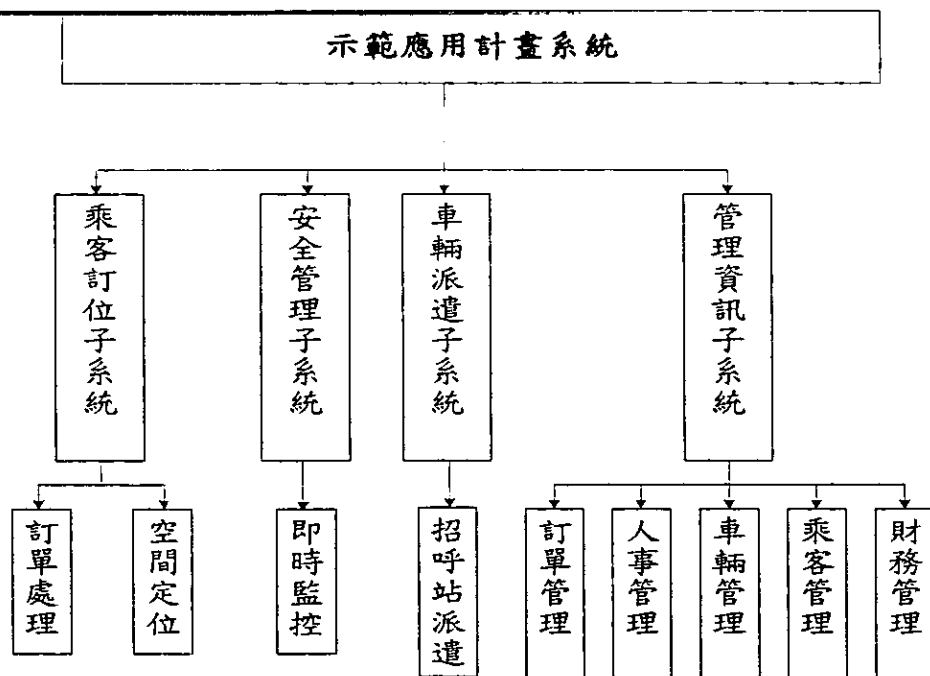 示範應用計畫系統
乘客訂位子系統
安全管理子系統
車輛派遣子系統
管理資訊子系統
訂單處理
空間定位
即時監控
招呼站派遣
訂單管理
人事管理
車輛管理
乘客管理
財務管理